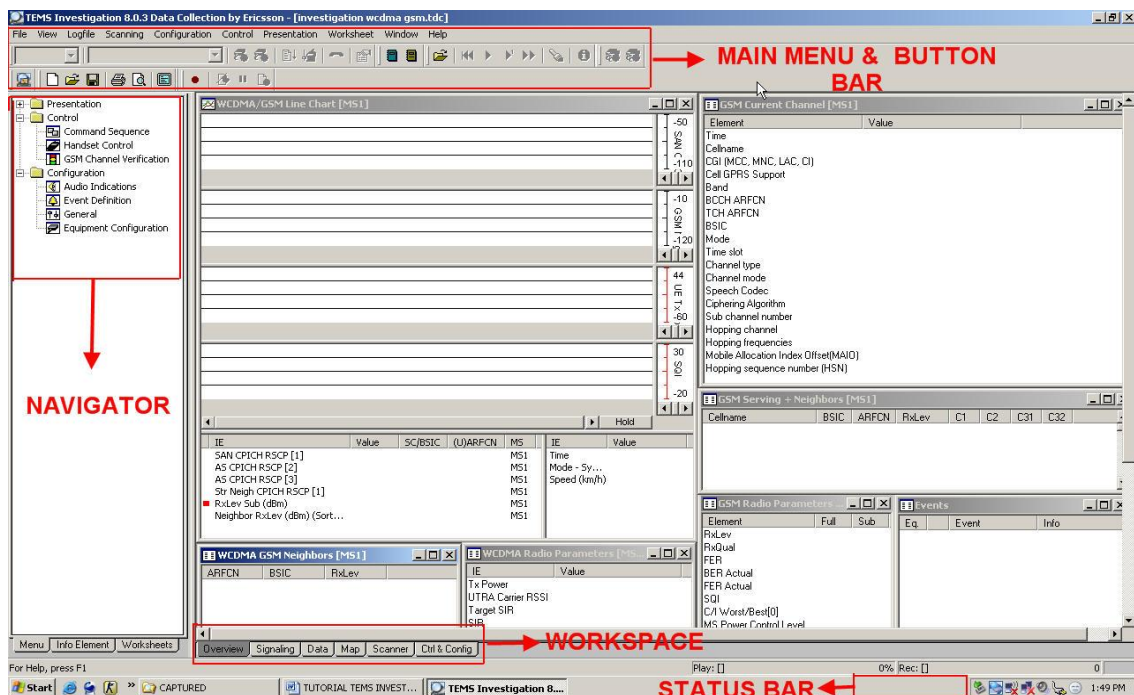 TEMS Investigation 8.0.3 Data Collection by Ericsson - [investigation wcdma gsm.tdc]
File View Logfile Scanning Configuration Control Presentation Worksheet Window Help
MAIN MENU & BUTTON BAR
Presentation
Control
Command Sequence
Handset Control
GSM Channel Verification
Configuration
Audio Indications
Event Definition
General
Equipment Configuration
NAVIGATOR
Menu Info Element Worksheets
WCDMA/GSM Line Chart [MS1]
-50
-110
-10
-120
44
UE Tx
-60
30
SQI
-20
Hold
IE Value SC/BSIC (U)ARFCN MS
SAN CPICH RSCP [1] MS1
AS CPICH RSCP [2] MS1
AS CPICH RSCP [3] MS1
Str Neigh CPICH RSCP [1] MS1
RxLev Sub (dBm) MS1
Neighbor RxLev (dBm) (Sort... MS1
IE Value
Time
Mode - Sy...
Speed (km/h)
WCDMA GSM Neighbors [MS1]
ARFCN BSIC RxLev
WCDMA Radio Parameters [MS...
IE Value
Tx Power
UTRA Carrier RSSI
Target SIR
SIR
GSM Current Channel [MS1]
Element Value
Time
Cellname
CGI (MCC, MNC, LAC, CI)
Cell GPRS Support
Band
BCCH ARFCN
TCH ARFCN
BSIC
Mode
Time slot
Channel type
Channel mode
Speech Codec
Ciphering Algorithm
Sub channel number
Hopping channel
Hopping frequencies
Mobile Allocation Index Offset(MAIO)
Hopping sequence number (HSN)
GSM Serving + Neighbors [MS1]
Cellname BSIC ARFCN RxLev C1 C2 C31 C32
GSM Radio Parameters ...
Element Full Sub
RxLev
RxQual
FER
BER Actual
FER Actual
SQI
C/I Worst/Best[0]
MS Power Control Level
Events
Eq. Event Info
Overview Signaling Data Map Scanner Ctrl & Config
WORKSPACE
For Help, press F1
Play: [] 0% Rec: [] 0
Start
CAPTURED
TUTORIAL TEMS INVEST...
TEMS Investigation 8....
STATUS BAR
1:49 PM